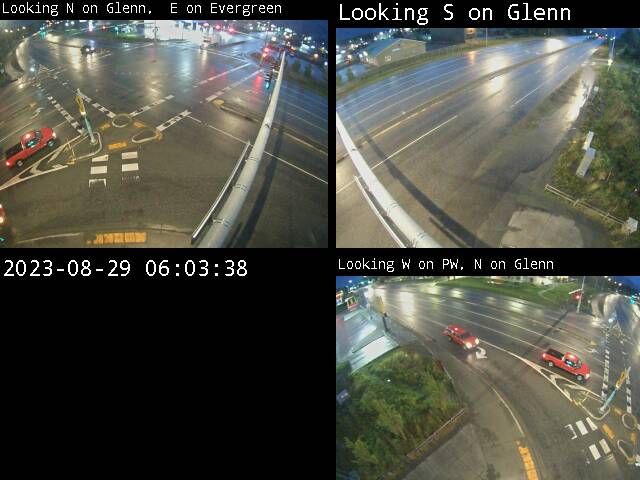 Looking N on Glenn,  E on Evergreen
Looking S on Glenn
2023-08-29 06:03:38
Looking W on PW, N on Glenn